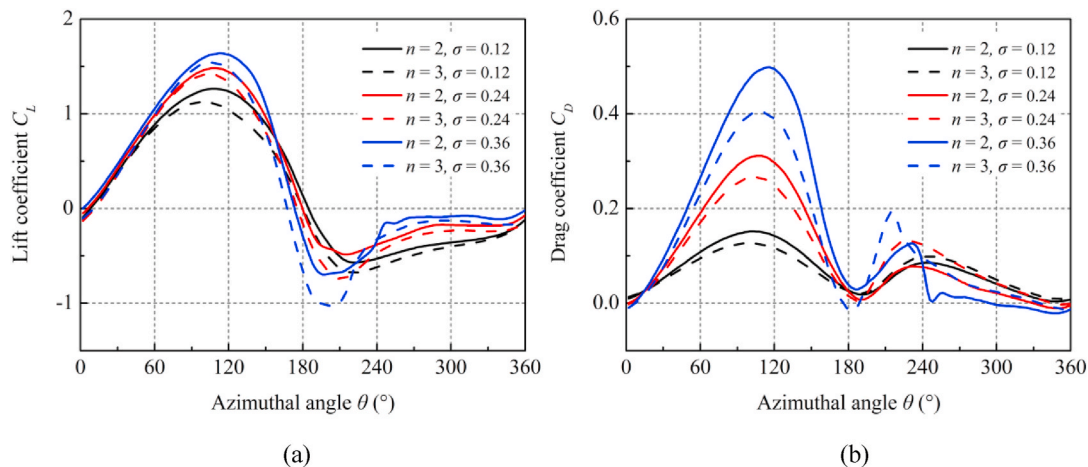 2
1
0
-1
0
60
120
180
240
300
360
Lift coefficient C_L
Azimuthal angle θ (°)
n = 2, σ = 0.12
n = 3, σ = 0.12
n = 2, σ = 0.24
n = 3, σ = 0.24
n = 2, σ = 0.36
n = 3, σ = 0.36
(a)
0.6
0.4
0.2
0.0
0
60
120
180
240
300
360
Drag coefficient C_D
Azimuthal angle θ (°)
n = 2, σ = 0.12
n = 3, σ = 0.12
n = 2, σ = 0.24
n = 3, σ = 0.24
n = 2, σ = 0.36
n = 3, σ = 0.36
(b)